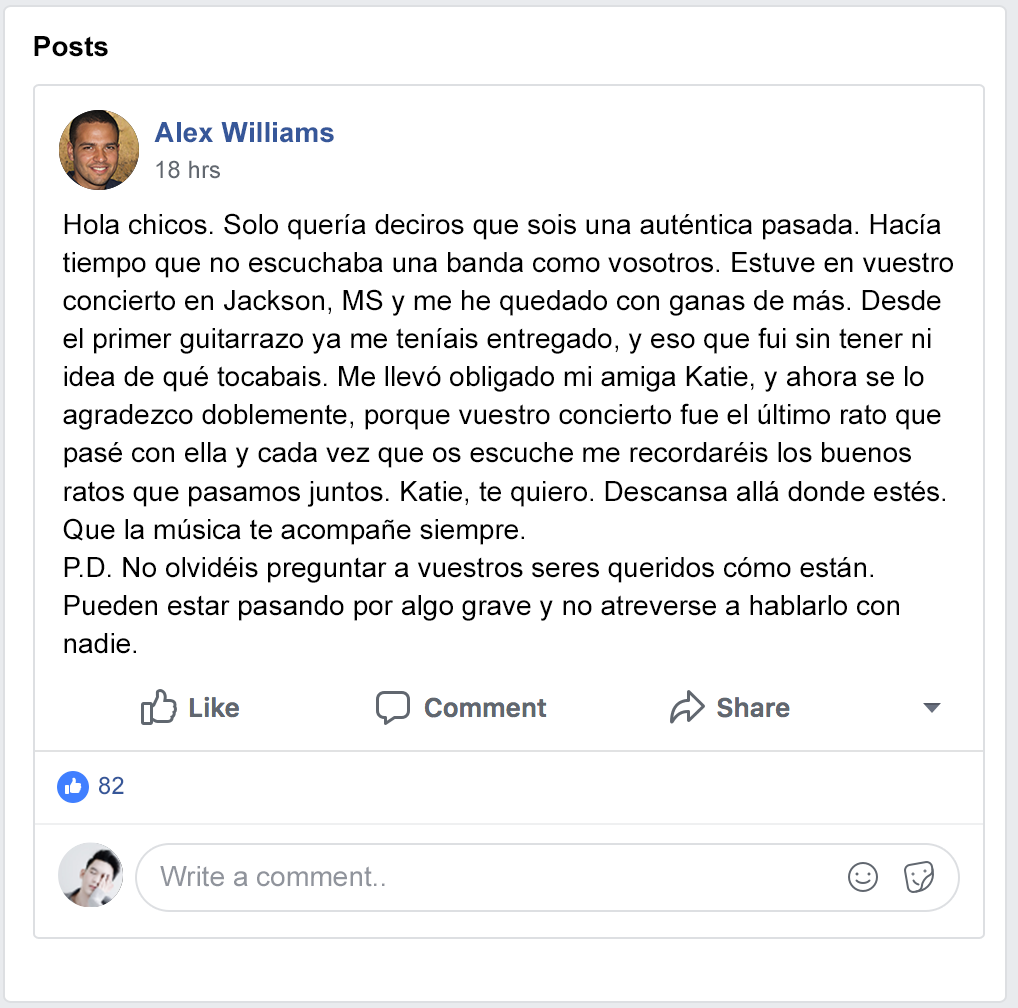 Posts
Alex Williams
18 hrs
Hola chicos. Solo quería deciros que sois una auténtica pasada. Hacía
tiempo que no escuchaba una banda como vosotros. Estuve en vuestro
concierto en Jackson, MS y me he quedado con ganas de más. Desde
el primer guitarrazo ya me teníais entregado, y eso que fui sin tener ni
idea de qué tocabais. Me llevó obligado mi amiga Katie, y ahora se lo
agradezco doblemente, porque vuestro concierto fue el último rato que
pasé con ella y cada vez que os escuche me recordaréis los buenos
ratos que pasamos juntos. Katie, te quiero. Descansa allá donde estés.
Que la música te acompañe siempre.
P.D. No olvidéis preguntar a vuestros seres queridos cómo están.
Pueden estar pasando por algo grave y no atreverse a hablarlo con
nadie.
Like Comment Share
82
Write a comment..